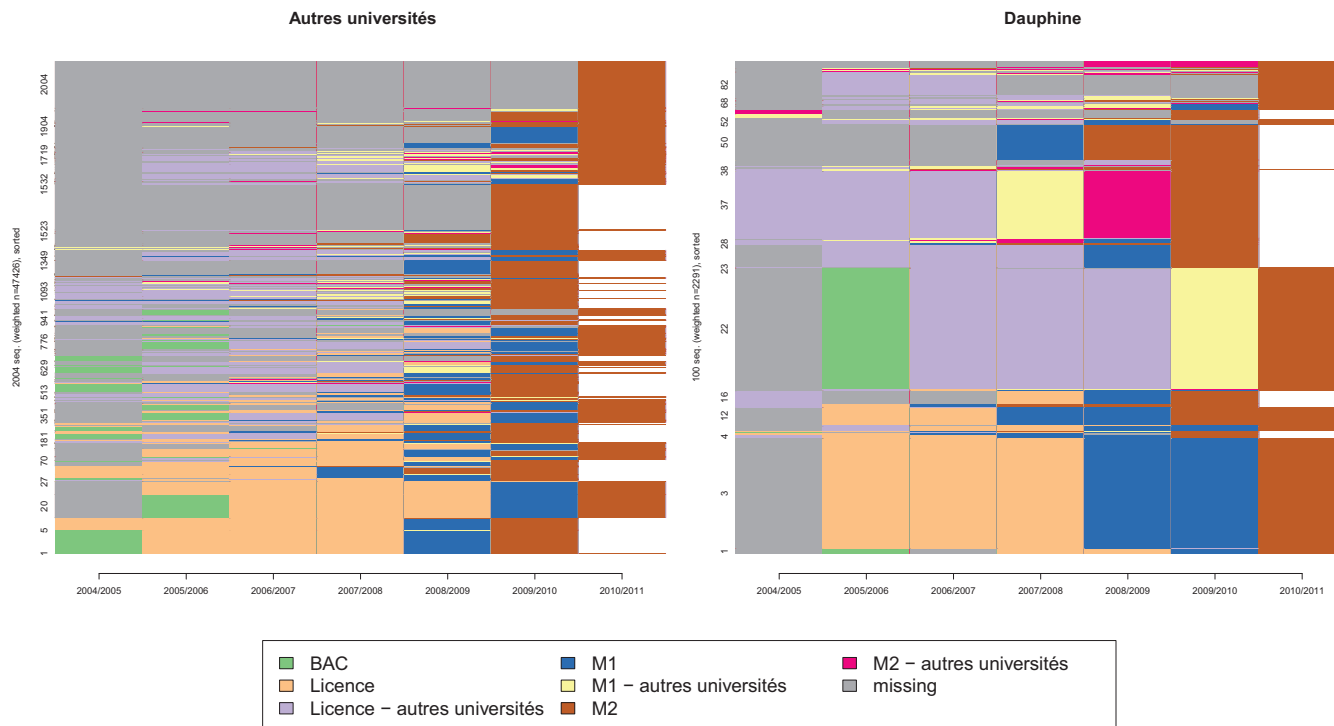 Autres universités
Dauphine
2004 seq. (weighted n=47426), sorted
1 5 20 27 70 181 351 513 629 776 941 1093 1349 1523 1532 1719 1904 2004
2004/2005 2005/2006 2006/2007 2007/2008 2008/2009 2009/2010 2010/2011
100 seq. (weighted n=22291), sorted
1 3 4 12 16 22 23 28 37 38 50 52 68 82
2004/2005 2005/2006 2006/2007 2007/2008 2008/2009 2009/2010 2010/2011
BAC M1 M2 − autres universités
Licence M1 − autres universités missing
Licence − autres universités M2